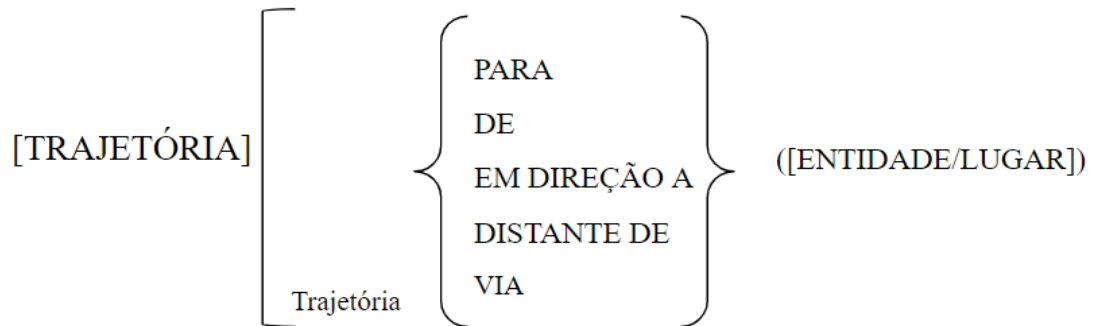 [TRAJETÓRIA]
Trajetória
PARA
DE
EM DIREÇÃO A
DISTANTE DE
VIA
([ENTIDADE/LUGAR])